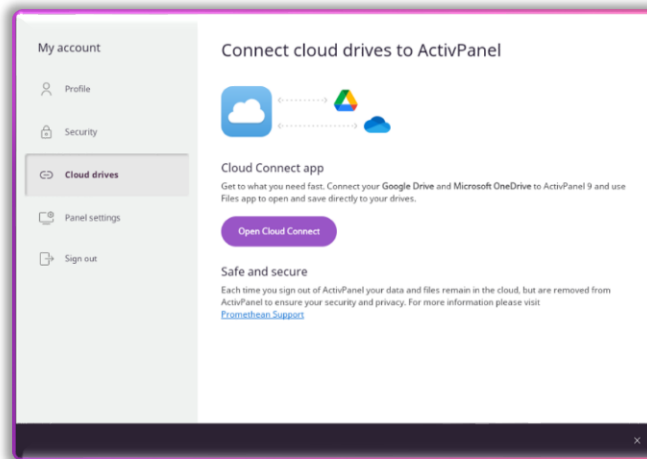 My account
Profile
Security
Cloud drives
Panel settings
Sign out
Connect cloud drives to ActivPanel
Cloud Connect app
Get to what you need fast. Connect your Google Drive and Microsoft OneDrive to ActivPanel 9 and use
Files app to open and save directly to your drives.
Open Cloud Connect
Safe and secure
Each time you sign out of ActivPanel your data and files remain in the cloud, but are removed from
ActivPanel to ensure your security and privacy. For more information please visit
Promethean Support